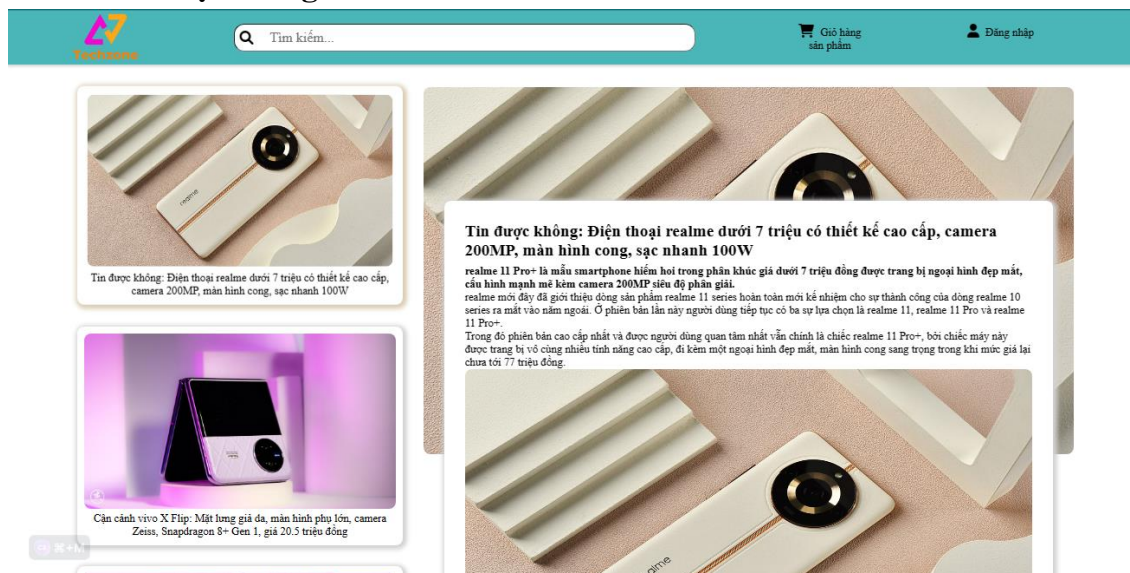 Techzone
Tìm kiếm...
Giỏ hàng
sản phẩm
Đăng nhập
realme
Tin được không: Điện thoại realme dưới 7 triệu có thiết kế cao cấp,
camera 200MP, màn hình cong, sạc nhanh 100W
Cận cảnh vivo X Flip: Mặt lưng giả da, màn hình phụ lớn, camera
Zeiss, Snapdragon 8+ Gen 1, giá 20.5 triệu đồng
⌘+M
Tin được không: Điện thoại realme dưới 7 triệu có thiết kế cao cấp, camera
200MP, màn hình cong, sạc nhanh 100W
realme 11 Pro+ là mẫu smartphone hiếm hoi trong phân khúc giá dưới 7 triệu đồng được trang bị ngoại hình đẹp mắt,
cấu hình mạnh mẽ kèm camera 200MP siêu độ phân giải.
realme mới đây đã giới thiệu dòng sản phẩm realme 11 series hoàn toàn mới kế nhiệm cho sự thành công của dòng realme 10
series ra mắt vào năm ngoái. Ở phiên bản lần này người dùng tiếp tục có ba sự lựa chọn là realme 11, realme 11 Pro và realme
11 Pro+.
Trong đó phiên bản cao cấp nhất và được người dùng quan tâm nhất vẫn chính là chiếc realme 11 Pro+, bởi chiếc máy này
được trang bị vô cùng nhiều tính năng cao cấp, đi kèm một ngoại hình đẹp mắt, màn hình cong sang trọng trong khi mức giá lại
chưa tới 77 triệu đồng.
realme